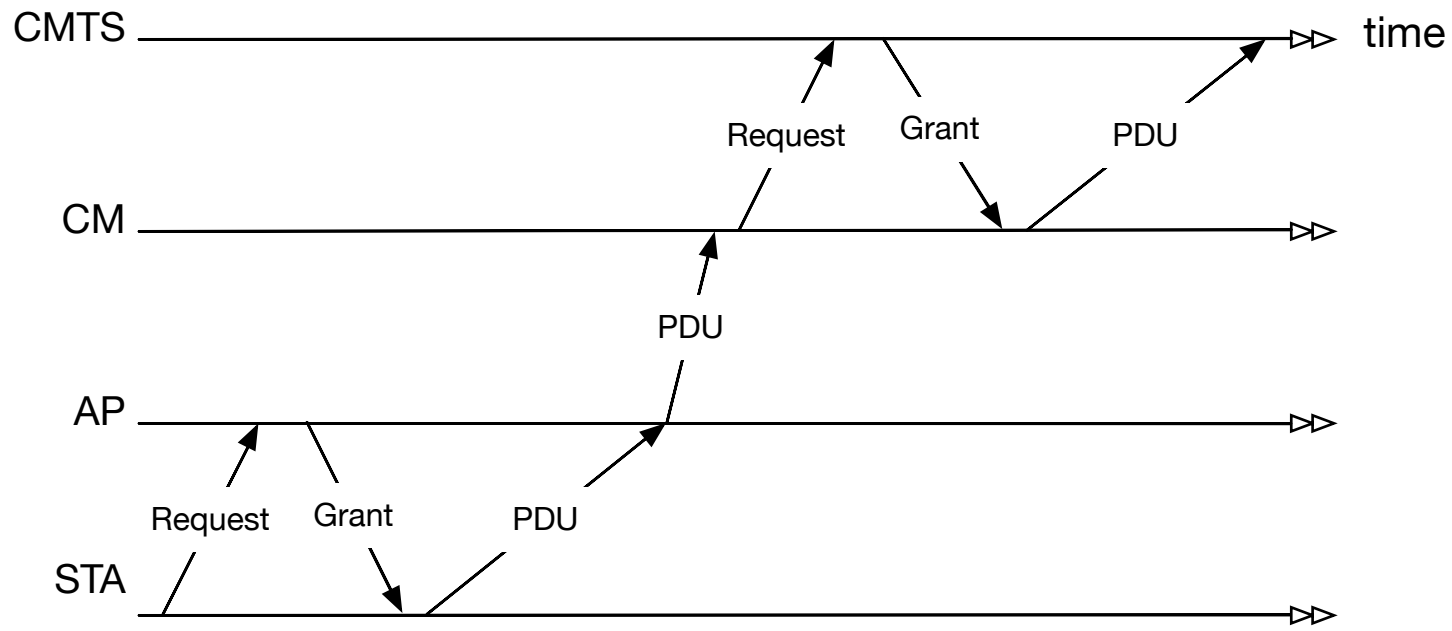 CMTS
time
Request
Grant
PDU
CM
PDU
AP
Request
Grant
PDU
STA